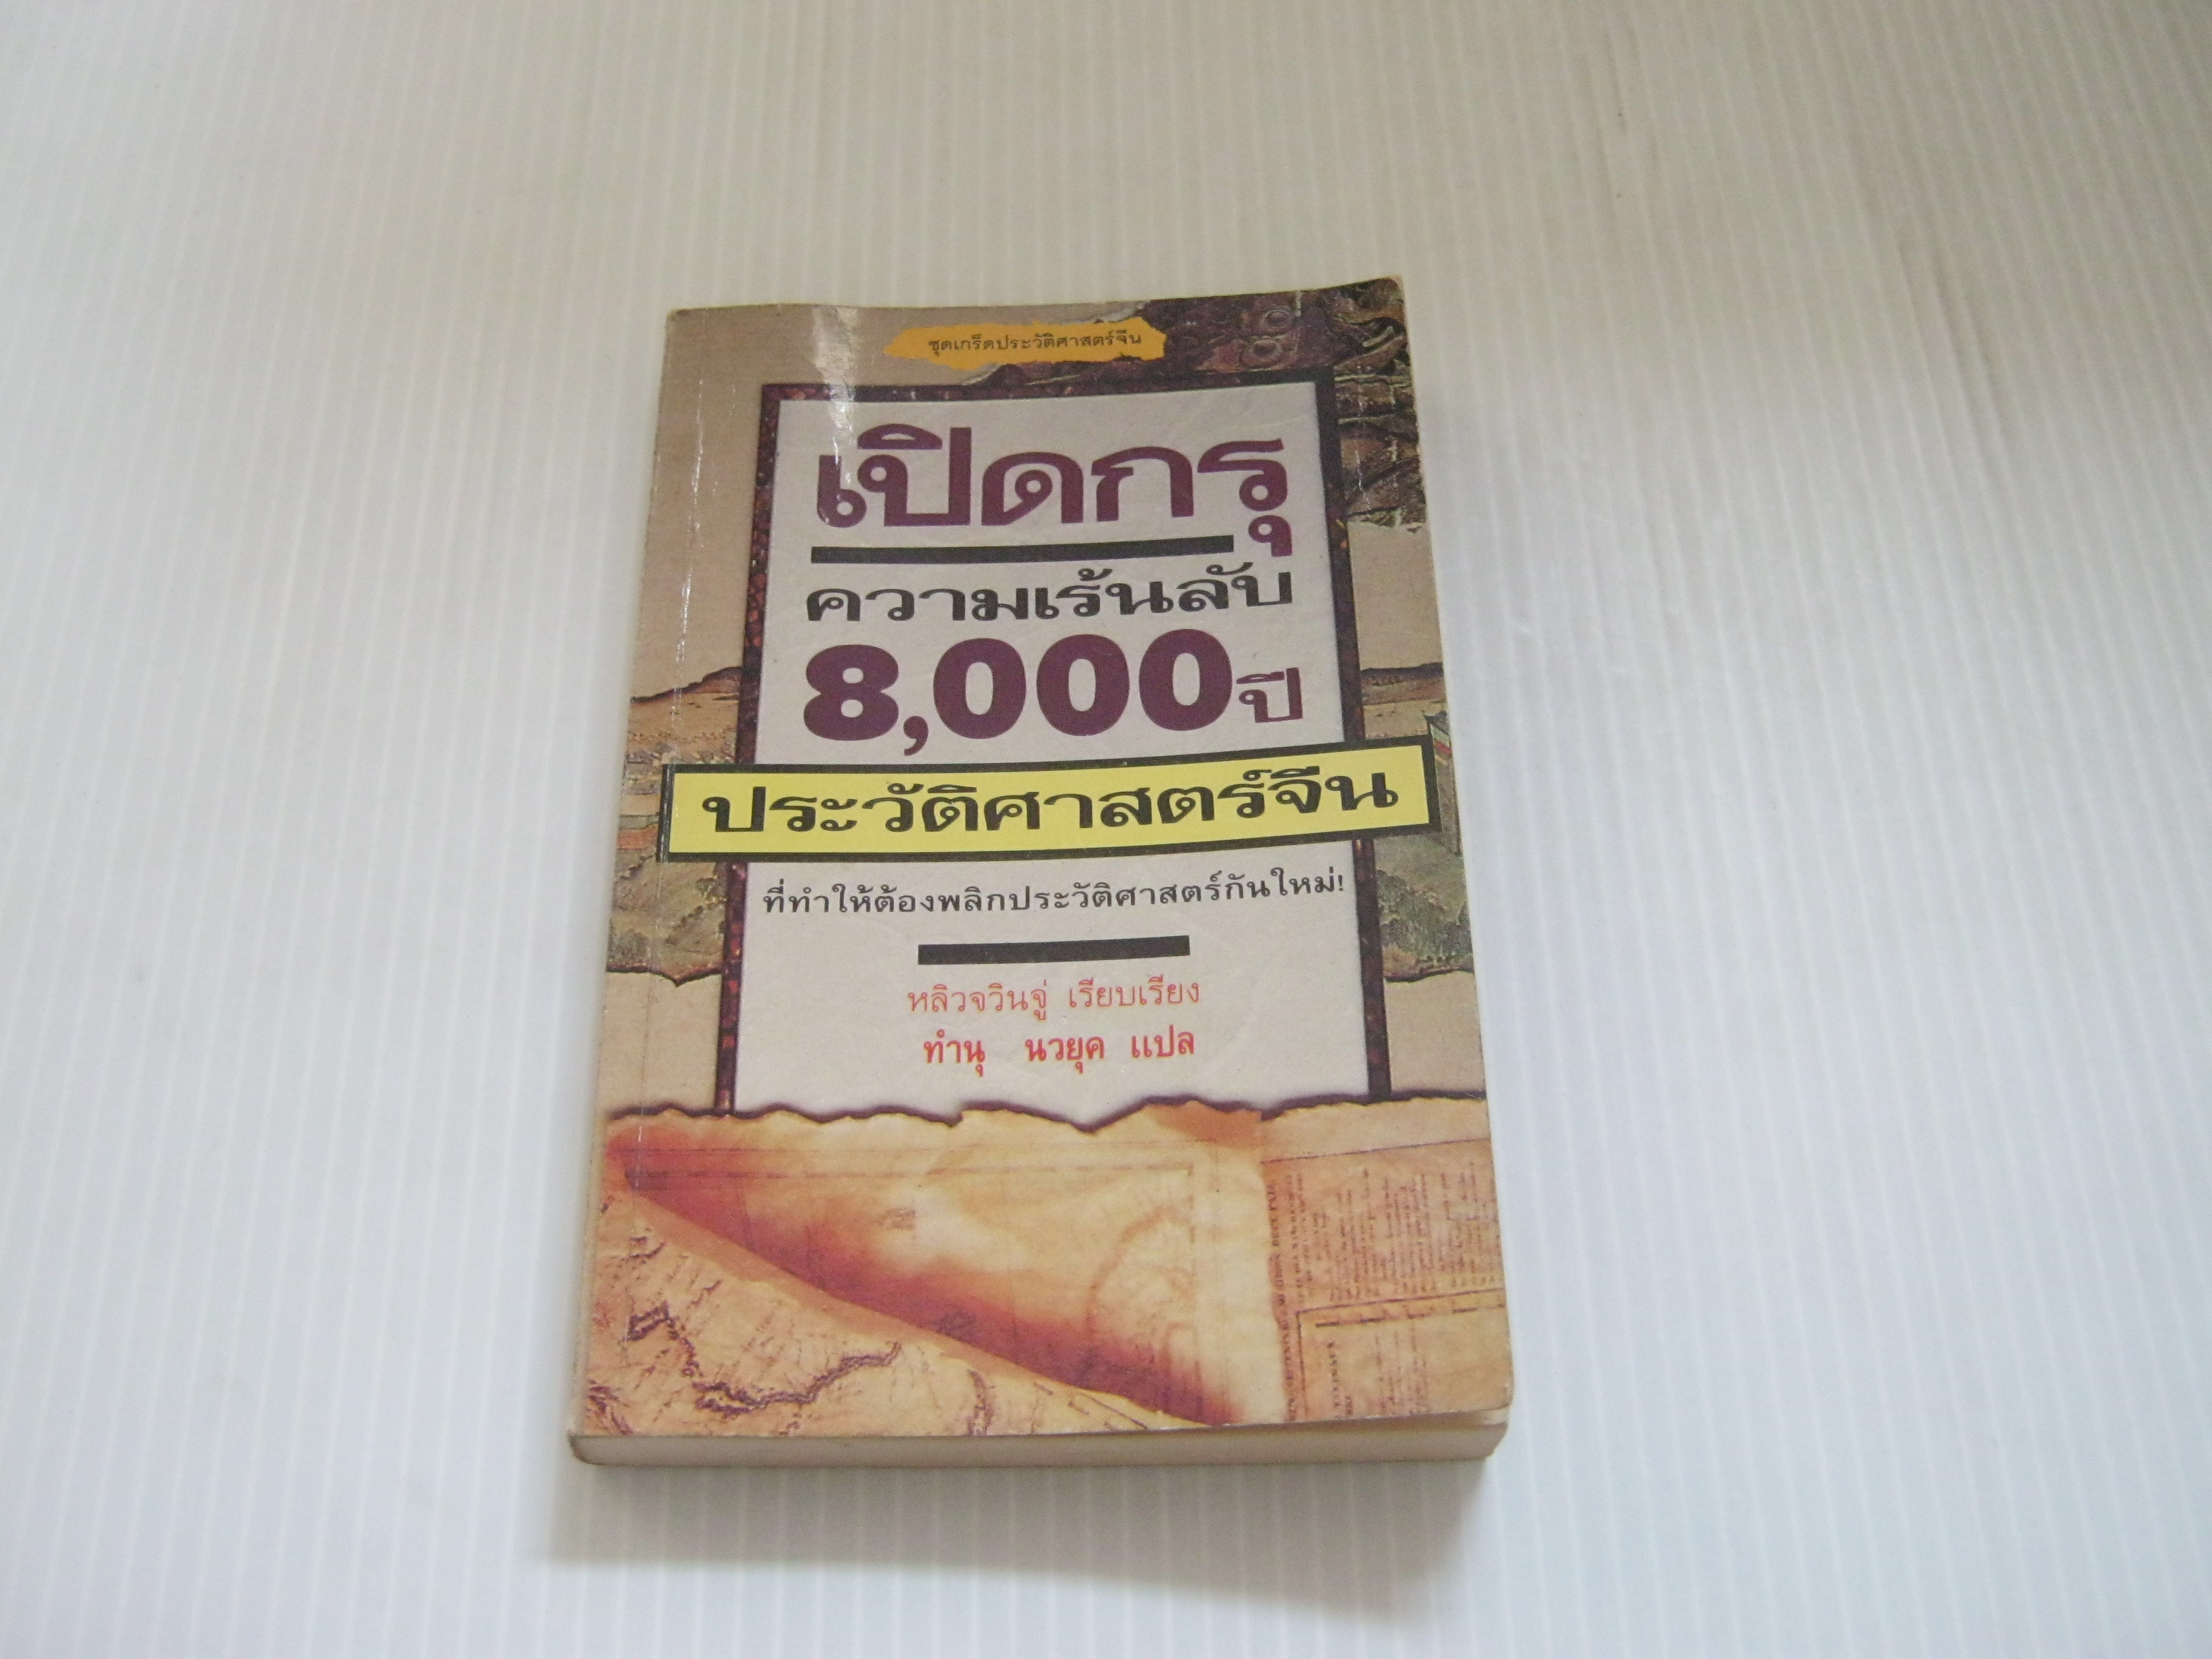 ชุดเกร็ดประวัติศาสตร์จีน
เปิดกรุ
ความเร้นลับ
8,000ปี
ประวัติศาสตร์จีน
ที่ทำให้ต้องพลิกประวัติศาสตร์กันใหม่!
หลิวจวินจู่ เรียบเรียง
ทำนุ นวยุค แปล